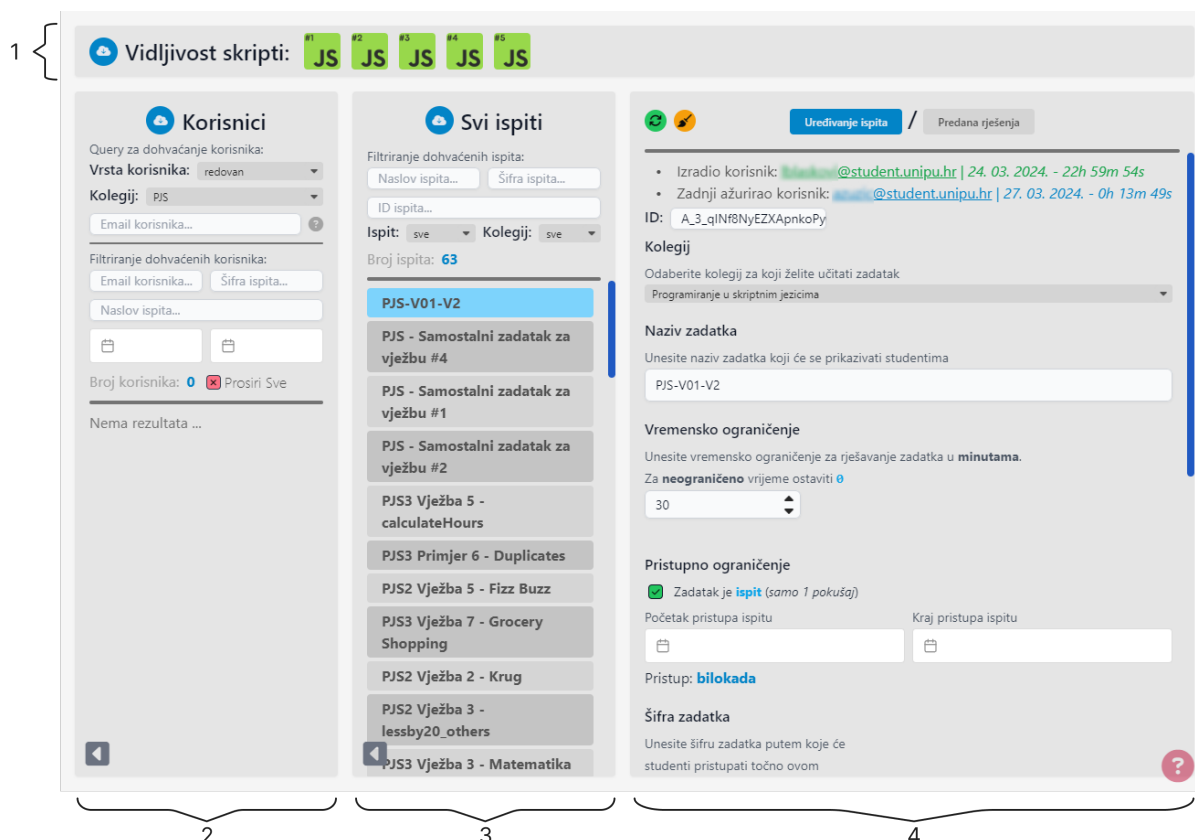 1
Vidljivost skripti:
#1 JS #2 JS #3 JS #4 JS #5 JS
Korisnici
Query za dohvaćanje korisnika:
Vrsta korisnika: redovan
Kolegij: PJS
Email korisnika... ?
Filtriranje dohvaćenih korisnika:
Email korisnika... Šifra ispita...
Naslov ispita...
Broj korisnika: 0 Prosiri Sve
Nema rezultata ...
2
Svi ispiti
Filtriranje dohvaćenih ispita:
Naslov ispita... Šifra ispita...
ID ispita...
Ispit: sve Kolegij: sve
Broj ispita: 63
PJS-V01-V2
PJS - Samostalni zadatak za
vježbu #4
PJS - Samostalni zadatak za
vježbu #1
PJS - Samostalni zadatak za
vježbu #2
PJS3 Vježba 5 -
calculateHours
PJS3 Primjer 6 - Duplicates
PJS2 Vježba 5 - Fizz Buzz
PJS3 Vježba 7 - Grocery
Shopping
PJS2 Vježba 2 - Krug
PJS2 Vježba 3 -
lessby20_others
PJS3 Vježba 3 - Matematika
3
Uređivanje ispita / Predana rješenja
• Izradio korisnik: @student.unipu.hr | 24. 03. 2024. - 22h 59m 54s
• Zadnji ažurirao korisnik: @student.unipu.hr | 27. 03. 2024. - 0h 13m 49s
ID: A_3_qINf8NyEZXApnkoPy
Kolegij
Odaberite kolegij za koji želite učitati zadatak
Programiranje u skriptnim jezicima
Naziv zadatka
Unesite naziv zadatka koji će se prikazivati studentima
PJS-V01-V2
Vremensko ograničenje
Unesite vremensko ograničenje za rješavanje zadatka u minutama.
Za neograničeno vrijeme ostaviti 0
30
Pristupno ograničenje
Zadatak je ispit (samo 1 pokušaj)
Početak pristupa ispitu Kraj pristupa ispitu
Pristup: bilokada
Šifra zadatka
Unesite šifru zadatka putem koje će
studenti pristupati točno ovom
?
4